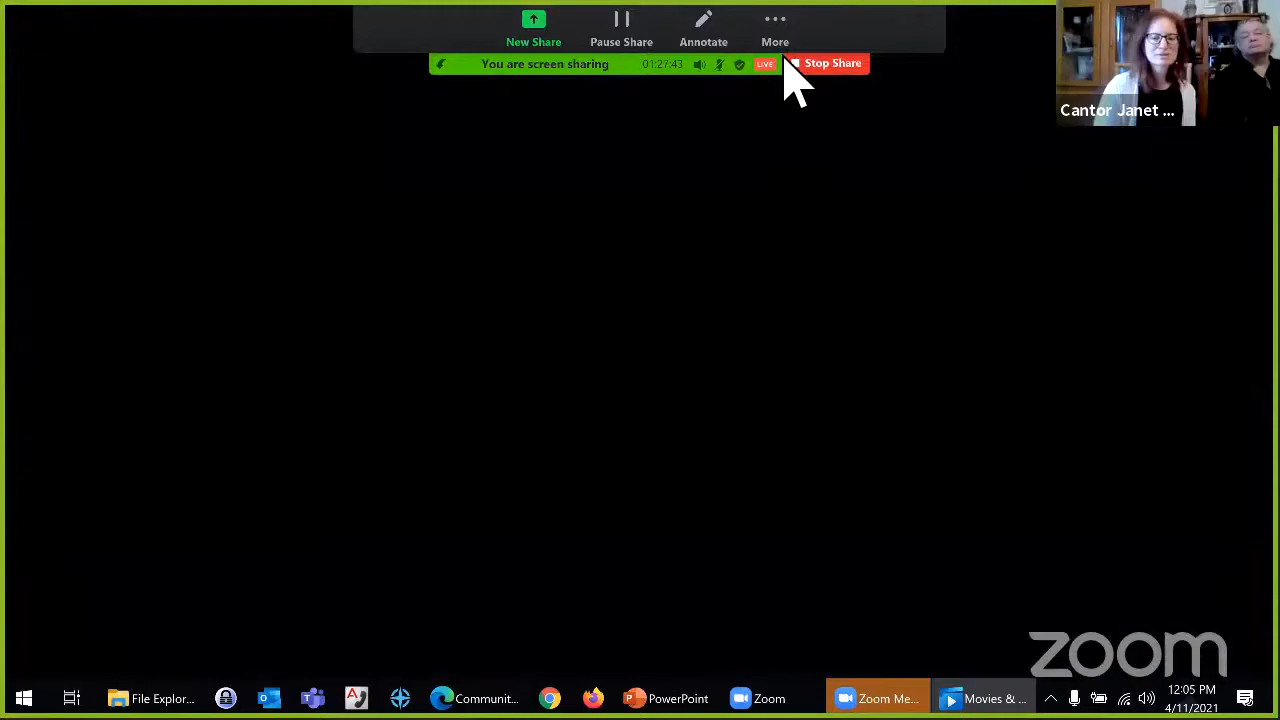 New Share Pause Share Annotate More
You are screen sharing 01:27:43 LIVE Stop Share
Cantor Janet ...
zoom
File Explor... Communit... PowerPoint Zoom Zoom Me... Movies & ... 12:05 PM
4/11/2021